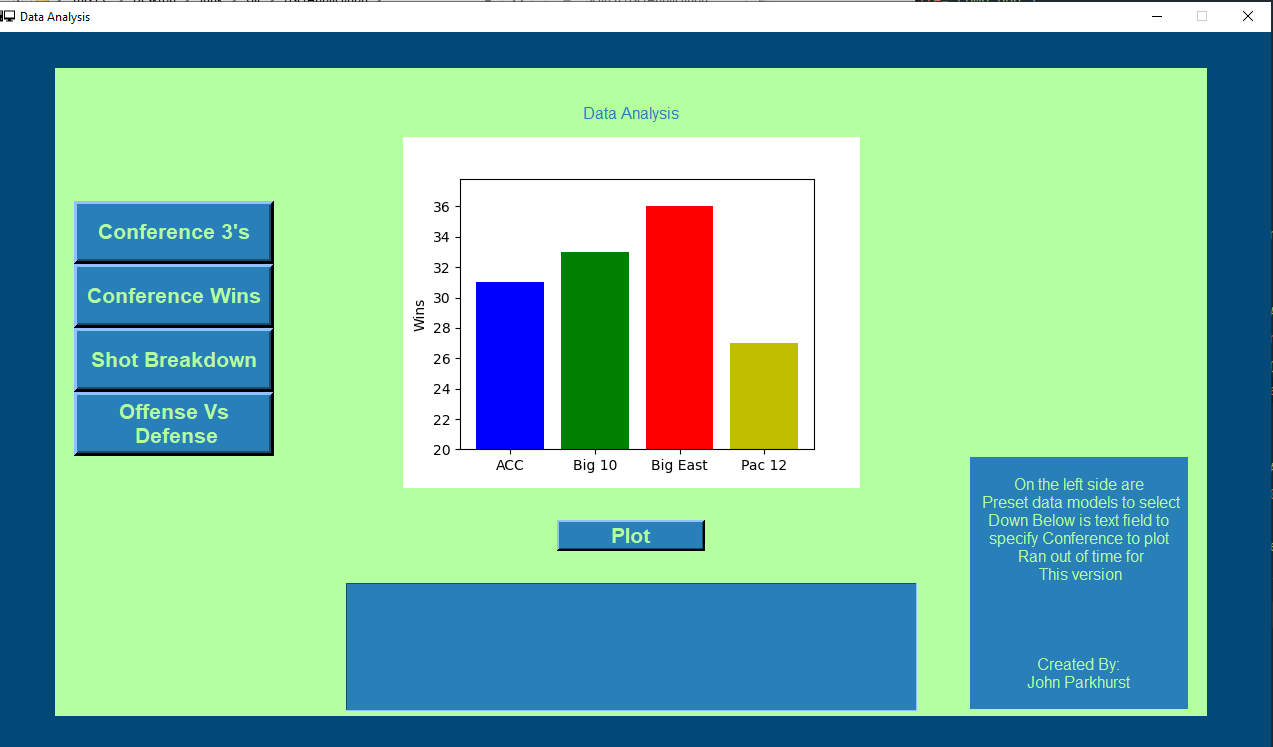 Data Analysis
Data Analysis
Conference 3's
Conference Wins
Shot Breakdown
Offense Vs
Defense
36
34
32
30
28
26
24
22
20
Wins
ACC Big 10 Big East Pac 12
Plot
On the left side are
Preset data models to select
Down Below is text field to
specify Conference to plot
Ran out of time for
This version
Created By:
John Parkhurst